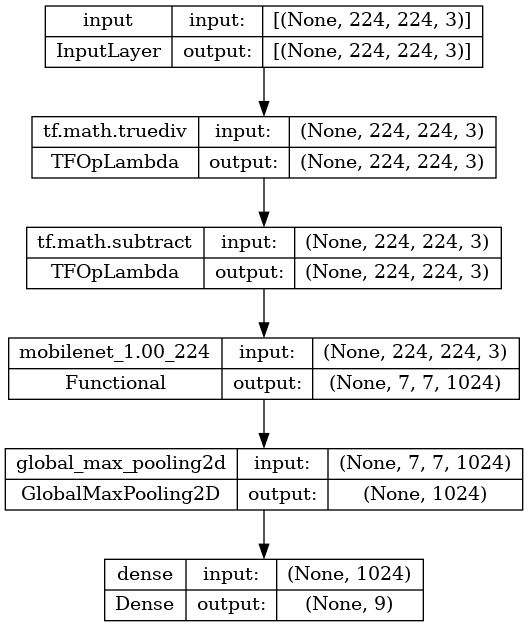 input input: [(None, 224, 224, 3)]
InputLayer output: [(None, 224, 224, 3)]
tf.math.truediv input: (None, 224, 224, 3)
TFOpLambda output: (None, 224, 224, 3)
tf.math.subtract input: (None, 224, 224, 3)
TFOpLambda output: (None, 224, 224, 3)
mobilenet_1.00_224 input: (None, 224, 224, 3)
Functional output: (None, 7, 7, 1024)
global_max_pooling2d input: (None, 7, 7, 1024)
GlobalMaxPooling2D output: (None, 1024)
dense input: (None, 1024)
Dense output: (None, 9)